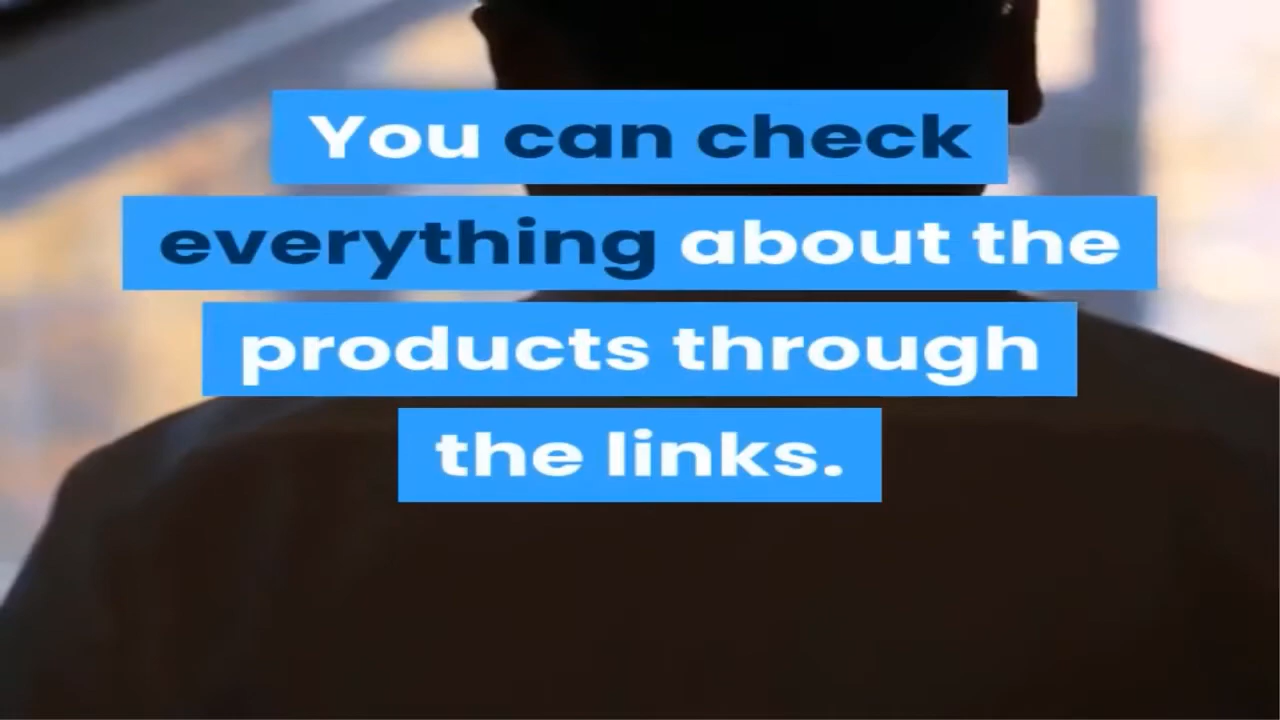 You can check
everything about the
products through
the links.